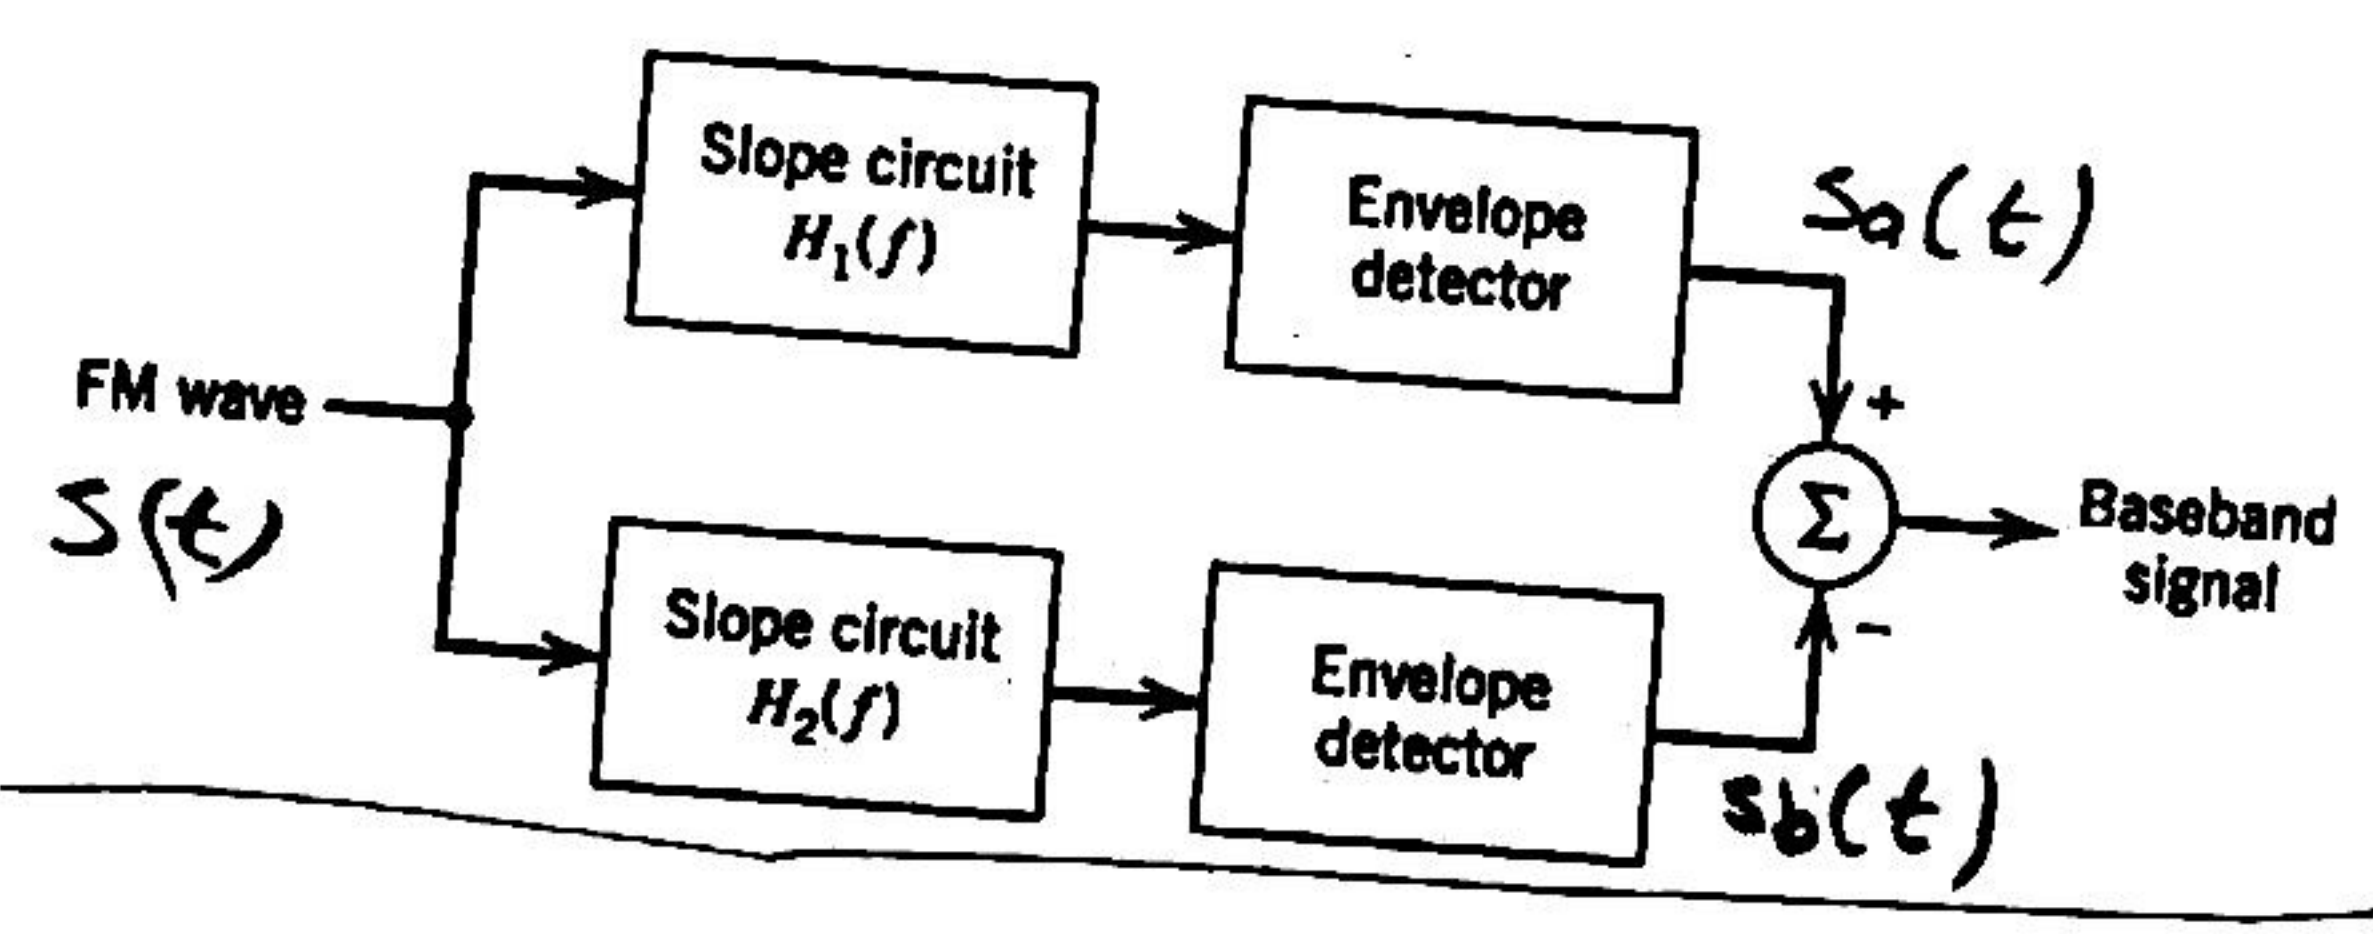 Slope circuit
H₁(f)
Envelope
detector
Sa(t)
FM wave
S(t)
+
Σ
Baseband
signal
Slope circuit
H₂(f)
Envelope
detector
−
Sb(t)